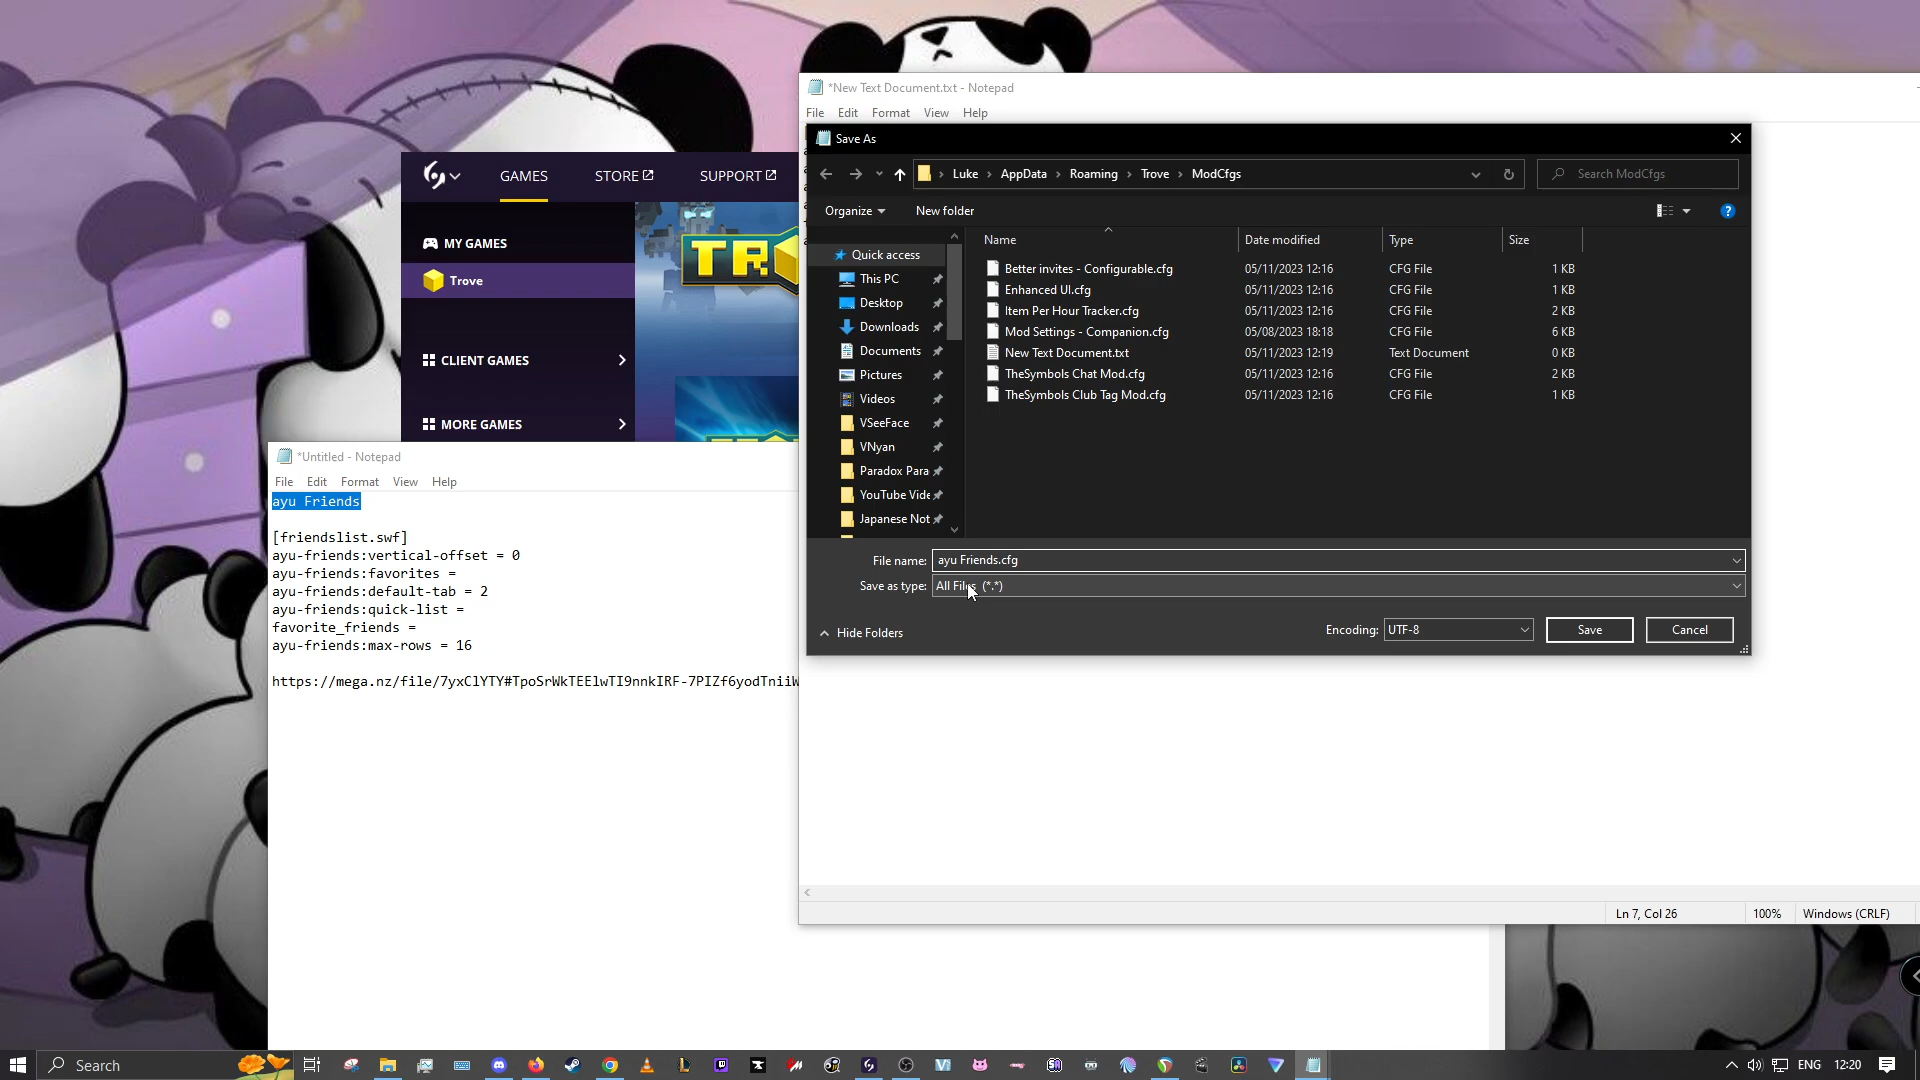 *New Text Document.txt - Notepad
File Edit Format View Help
Save As
Luke AppData Roaming Trove ModCfgs
Search ModCfgs
Organize New folder
Name Date modified Type Size
Quick access
This PC
Desktop
Downloads
Documents
Pictures
Videos
VSeeFace
VNyan
Paradox Para
YouTube Vide
Japanese Not
Better invites - Configurable.cfg 05/11/2023 12:16 CFG File 1 KB
Enhanced UI.cfg 05/11/2023 12:16 CFG File 1 KB
Item Per Hour Tracker.cfg 05/11/2023 12:16 CFG File 2 KB
Mod Settings - Companion.cfg 05/08/2023 18:18 CFG File 6 KB
New Text Document.txt 05/11/2023 12:19 Text Document 0 KB
TheSymbols Chat Mod.cfg 05/11/2023 12:16 CFG File 2 KB
TheSymbols Club Tag Mod.cfg 05/11/2023 12:16 CFG File 1 KB
File name: ayu Friends.cfg
Save as type: All Files (*.*)
Hide Folders
Encoding: UTF-8 Save Cancel
GAMES STORE SUPPORT
MY GAMES
Trove
CLIENT GAMES
MORE GAMES
TRO
*Untitled - Notepad
File Edit Format View Help
ayu Friends
[friendslist.swf]
ayu-friends:vertical-offset = 0
ayu-friends:favorites =
ayu-friends:default-tab = 2
ayu-friends:quick-list =
favorite_friends =
ayu-friends:max-rows = 16
https://mega.nz/file/7yxClYTY#TpoSrWkTEElwTI9nnkIRF-7PIZf6yodTniiW
Ln 7, Col 26 100% Windows (CRLF)
Search
ENG 12:20